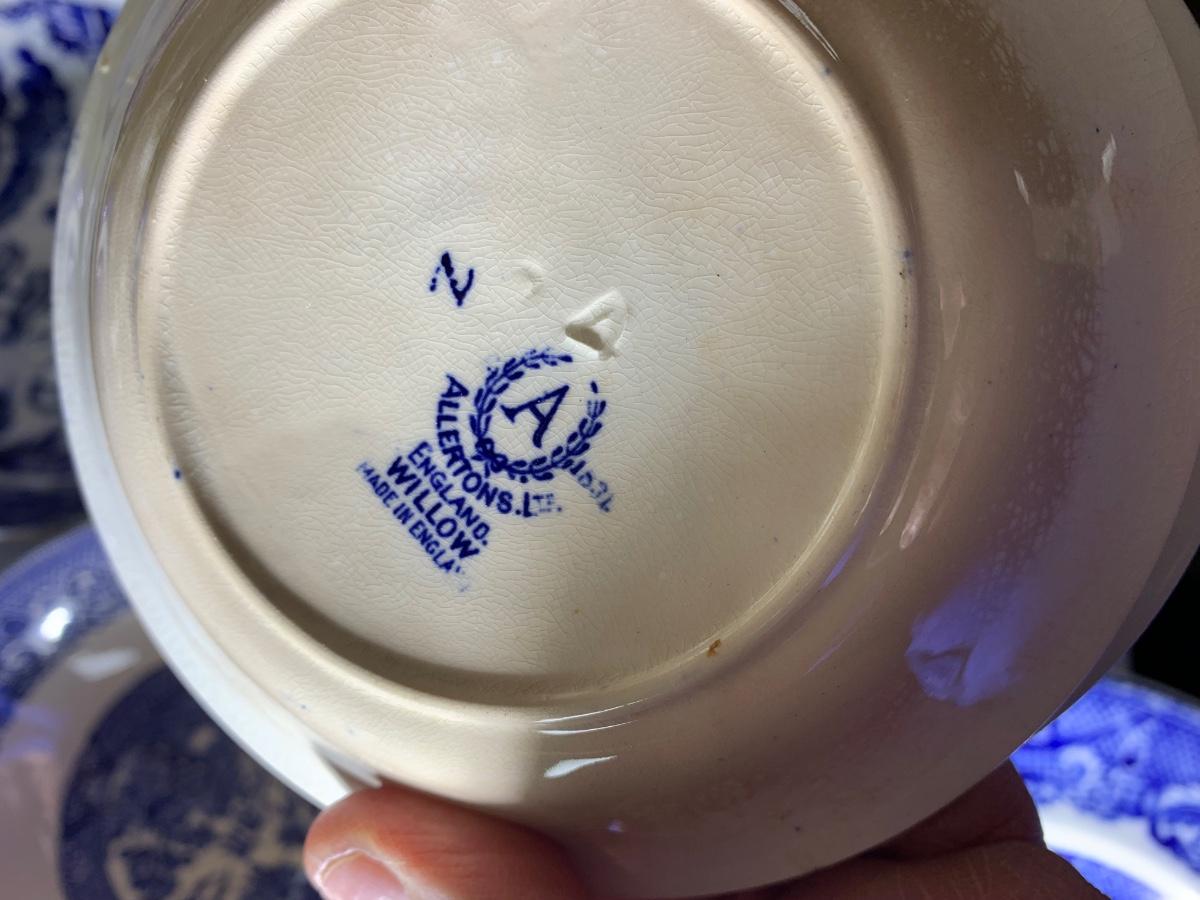 N
A
ALLERTONS. LTD.
ENGLAND.
WILLOW
MADE IN ENGLA